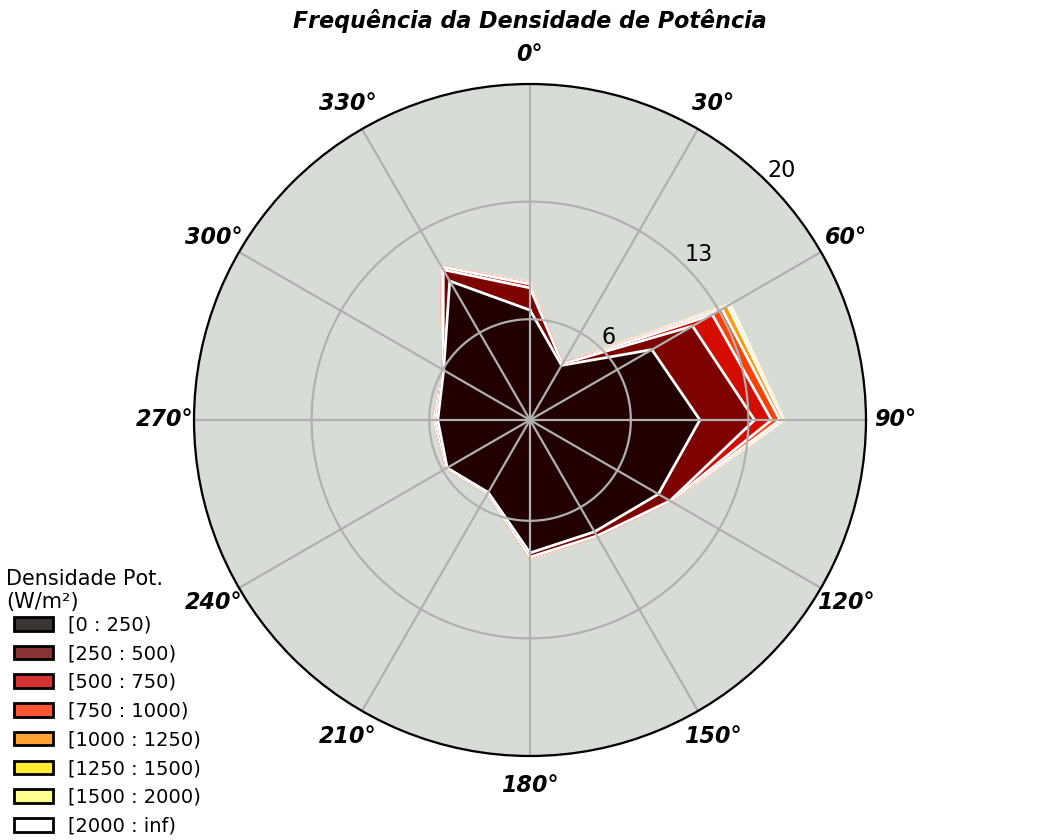 Frequência da Densidade de Potência
0°
330°
30°
20
300°
60°
13
6
270°
90°
240°
120°
210°
150°
180°
Densidade Pot.
(W/m²)
[0 : 250)
[250 : 500)
[500 : 750)
[750 : 1000)
[1000 : 1250)
[1250 : 1500)
[1500 : 2000)
[2000 : inf)